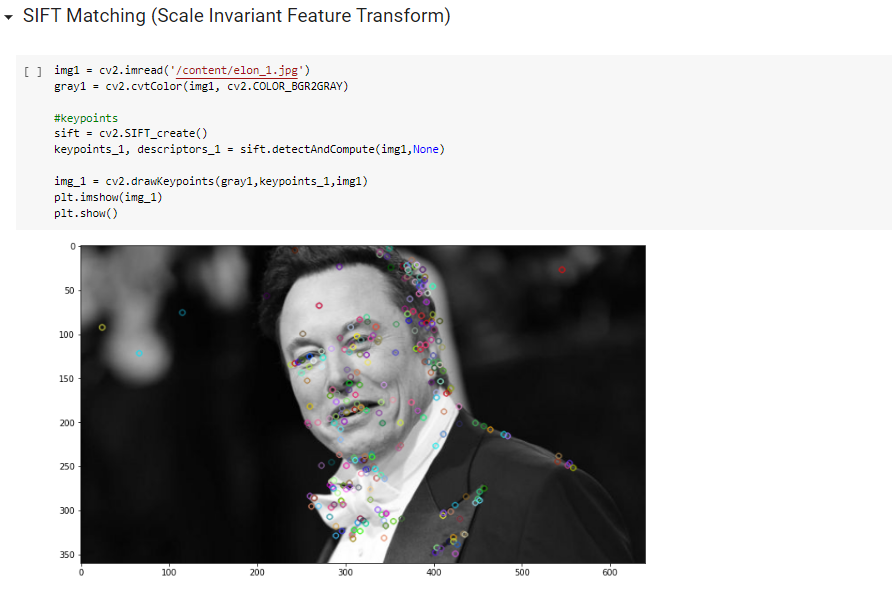 SIFT Matching (Scale Invariant Feature Transform)
[ ] img1 = cv2.imread('/content/elon_1.jpg')
gray1 = cv2.cvtColor(img1, cv2.COLOR_BGR2GRAY)
#keypoints
sift = cv2.SIFT_create()
keypoints_1, descriptors_1 = sift.detectAndCompute(img1,None)
img_1 = cv2.drawKeypoints(gray1,keypoints_1,img1)
plt.imshow(img_1)
plt.show()
0
50
100
150
200
250
300
350
0 100 200 300 400 500 600